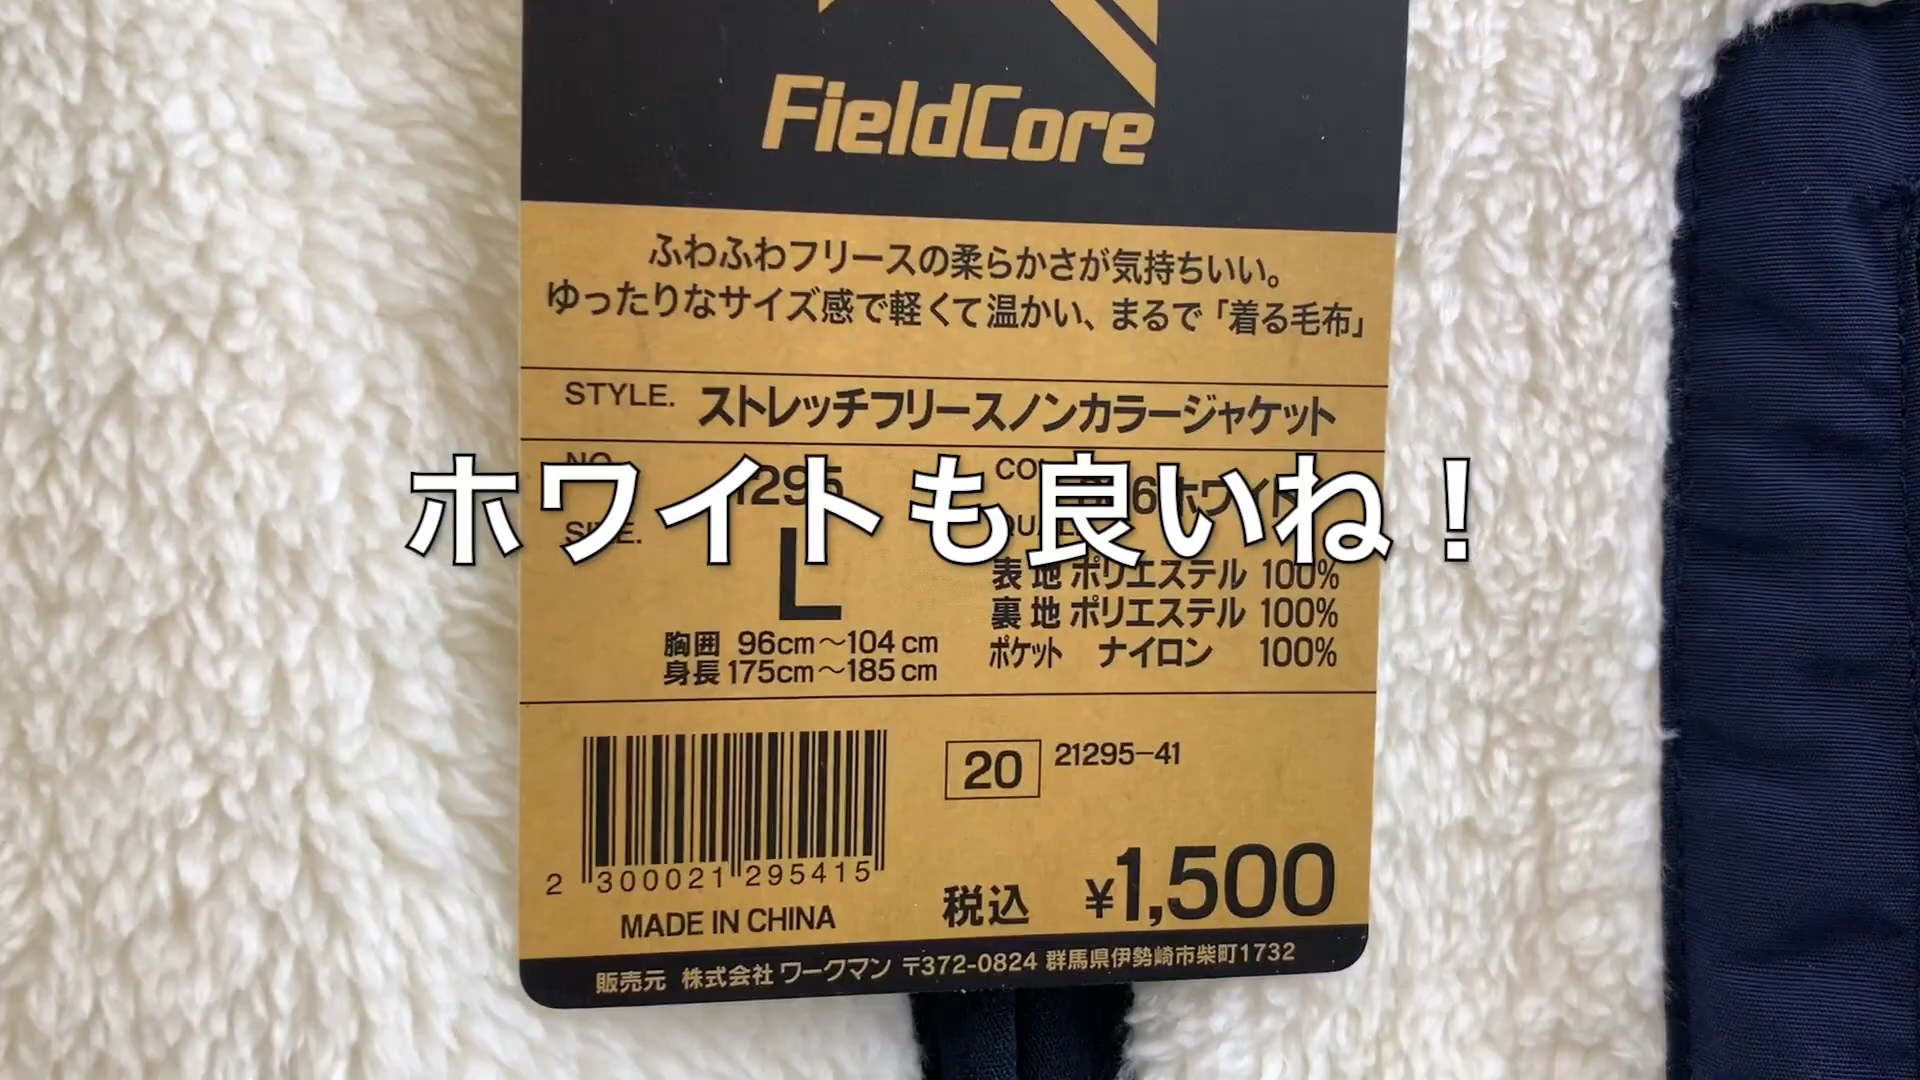 FieldCore
ふわふわフリースの柔らかさが気持ちいい。
ゆったりなサイズ感で軽くて温かい、まるで「着る毛布」
STYLE. ストレッチフリースノンカラージャケット
ホワイトも良いね！
L
表地 ポリエステル 100%
裏地 ポリエステル 100%
ポケット ナイロン 100%
胸囲 96cm〜104cm
身長 175cm〜185cm
20 21295-41
2 300021 295415
税込 ¥1,500
MADE IN CHINA
販売元 株式会社 ワークマン 〒372-0824 群馬県伊勢崎市柴町1732